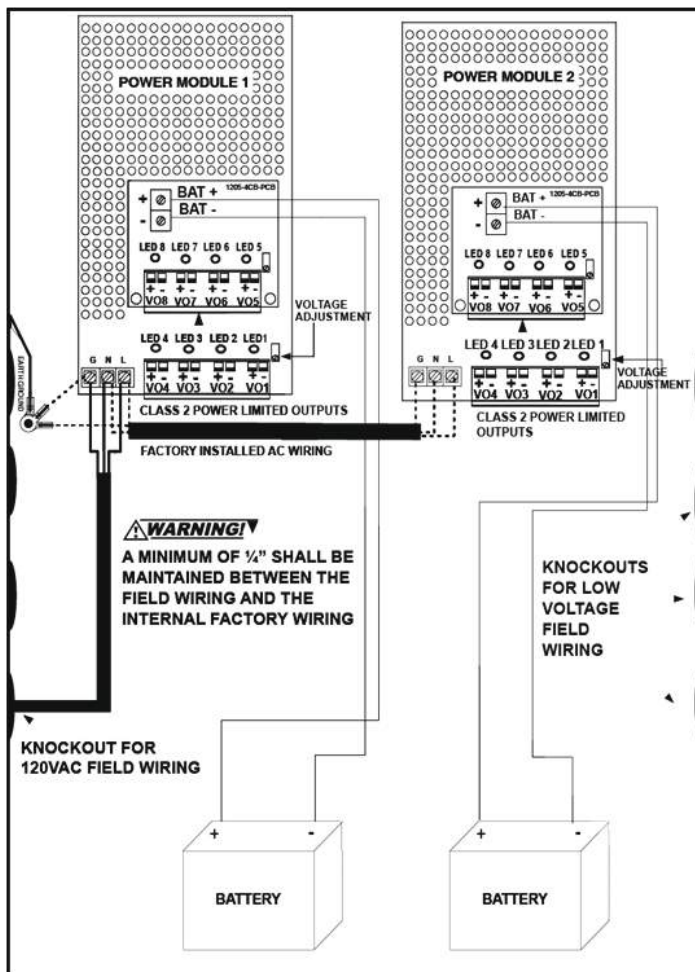 POWER MODULE 1
1205-4CB-PCB
+ BAT +
- BAT -
LED 8 LED 7 LED 6 LED 5
+ - + - + - + -
VO8 VO7 VO6 VO5
VOLTAGE
ADJUSTMENT
LED 4 LED 3 LED 2 LED1
G N L
+ - + - + - + -
VO4 VO3 VO2 VO1
CLASS 2 POWER LIMITED OUTPUTS
EARTH GROUND
FACTORY INSTALLED AC WIRING
POWER MODULE 2
1205-4CB-PCB
+ BAT +
- BAT -
LED 8 LED 7 LED 6 LED 5
+ - + - + - + -
VO8 VO7 VO6 VO5
LED 4 LED 3 LED 2 LED 1
G N L
+ - + - + - + -
VO4 VO3 VO2 VO1
VOLTAGE
ADJUSTMENT
CLASS 2 POWER LIMITED
OUTPUTS
WARNING!
A MINIMUM OF ¼” SHALL BE
MAINTAINED BETWEEN THE
FIELD WIRING AND THE
INTERNAL FACTORY WIRING
KNOCKOUTS
FOR LOW
VOLTAGE
FIELD
WIRING
KNOCKOUT FOR
120VAC FIELD WIRING
+ -
BATTERY
+ -
BATTERY